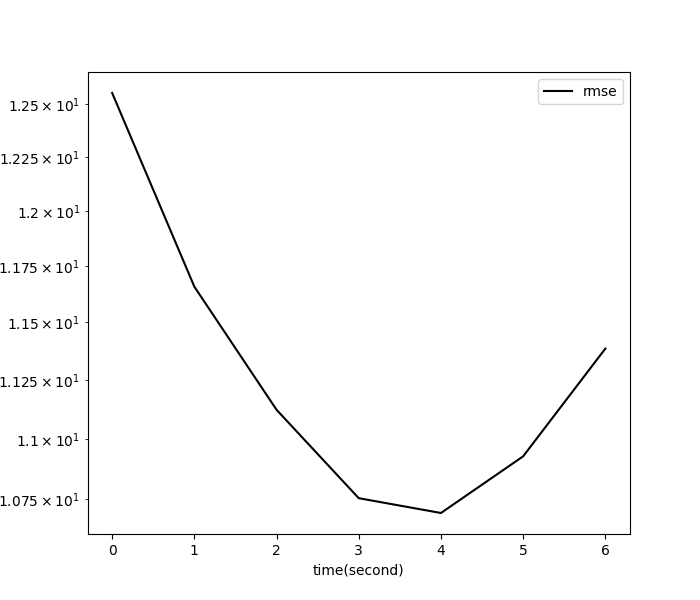 rmse
1.25 × 10¹
1.225 × 10¹
1.2 × 10¹
1.175 × 10¹
1.15 × 10¹
1.125 × 10¹
1.1 × 10¹
1.075 × 10¹
0 1 2 3 4 5 6
time(second)